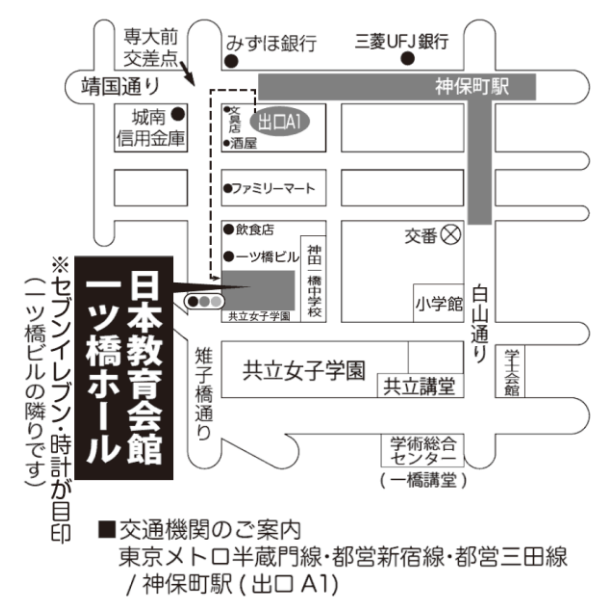 専大前
交差点
みずほ銀行
三菱UFJ銀行
靖国通り
神保町駅
城南
信用金庫
文具店
出口A1
酒屋
ファミリーマート
飲食店
一ツ橋ビル
神田一橋中学校
交番
共立女子学園
小学館
白山通り
日本教育会館
一ツ橋ホール
※セブンイレブン・時計が目印
(一ツ橋ビルの隣りです)
雉子橋通り
共立女子学園
共立講堂
学士会館
学術総合
センター
(一橋講堂)
■交通機関のご案内
東京メトロ半蔵門線・都営新宿線・都営三田線
/神保町駅(出口A1)